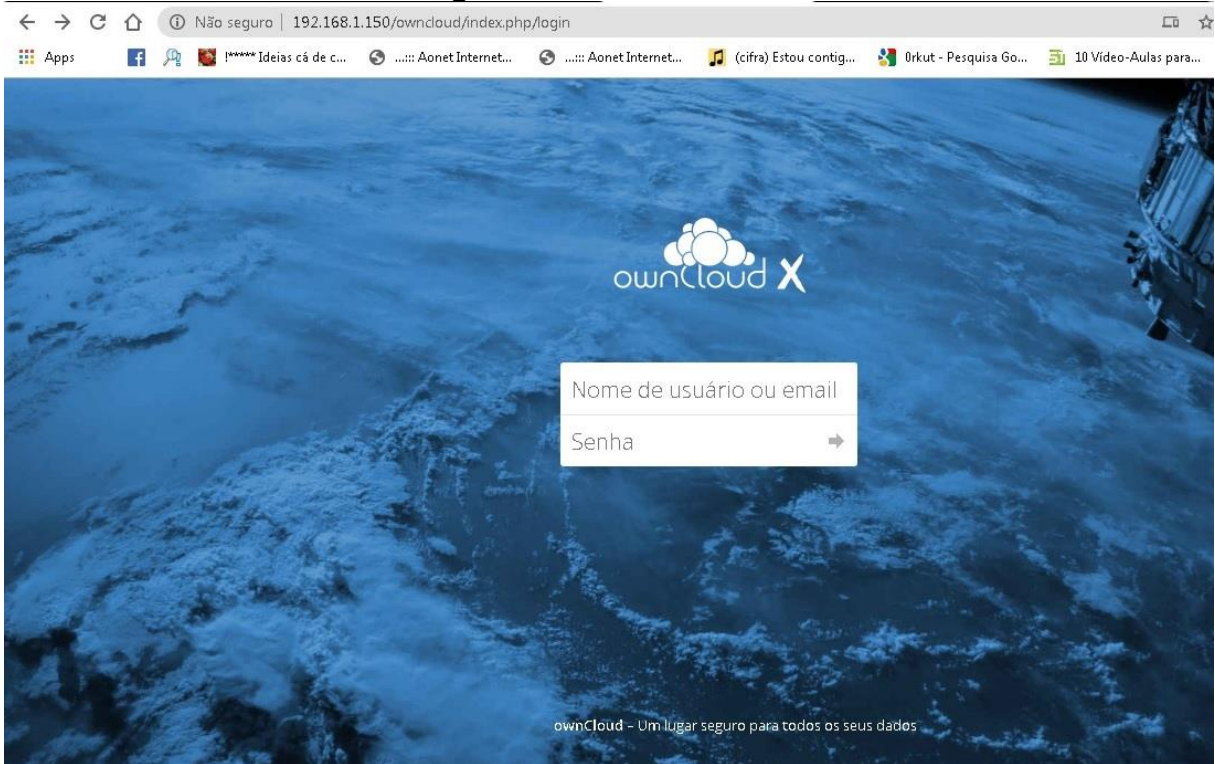 Não seguro | 192.168.1.150/owncloud/index.php/login
Apps !***** Ideias cá de c... ...::: Aonet Internet... ...::: Aonet Internet... (cifra) Estou contig... 0rkut - Pesquisa Go... 10 Vídeo-Aulas para...
ownCloud X
Nome de usuário ou email
Senha
ownCloud – Um lugar seguro para todos os seus dados